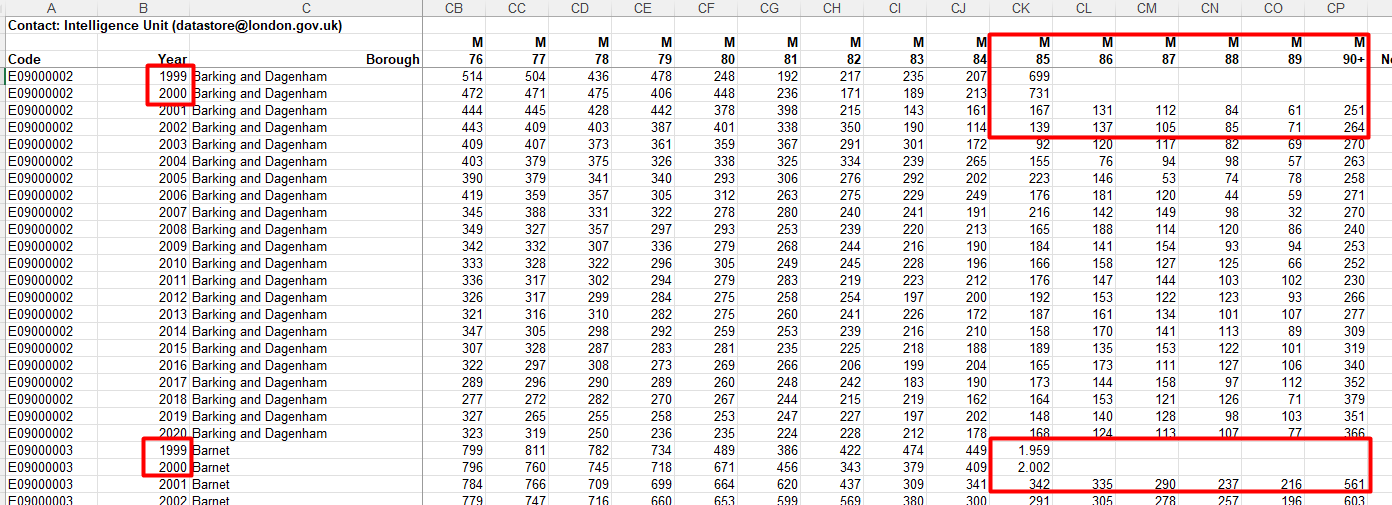 A B C CB CC CD CE CF CG CH CI CJ CK CL CM CN CO CP
Contact: Intelligence Unit (datastore@london.gov.uk)
M M M M M M M M M M M M M M M
Code Year Borough 76 77 78 79 80 81 82 83 84 85 86 87 88 89 90+
E09000002 1999 Barking and Dagenham 514 504 436 478 248 192 217 235 207 699
E09000002 2000 Barking and Dagenham 472 471 475 406 448 236 171 189 213 731
E09000002 2001 Barking and Dagenham 444 445 428 442 378 398 215 143 161 167 131 112 84 61 251
E09000002 2002 Barking and Dagenham 443 409 403 387 401 338 350 190 114 139 137 105 85 71 264
E09000002 2003 Barking and Dagenham 409 407 373 361 359 367 291 301 172 92 120 117 82 69 270
E09000002 2004 Barking and Dagenham 403 379 375 326 338 325 334 239 265 155 76 94 98 57 263
E09000002 2005 Barking and Dagenham 390 379 341 340 293 306 276 292 202 223 146 53 74 78 258
E09000002 2006 Barking and Dagenham 419 359 357 305 312 263 275 229 249 176 181 120 44 59 271
E09000002 2007 Barking and Dagenham 345 388 331 322 278 280 240 241 191 216 142 149 98 32 270
E09000002 2008 Barking and Dagenham 349 327 357 297 293 253 239 220 213 165 188 114 120 86 240
E09000002 2009 Barking and Dagenham 342 332 307 336 279 268 244 216 190 184 141 154 93 94 253
E09000002 2010 Barking and Dagenham 333 328 322 296 305 249 245 228 196 166 158 127 125 66 252
E09000002 2011 Barking and Dagenham 336 317 302 294 279 283 219 223 212 176 147 144 103 102 230
E09000002 2012 Barking and Dagenham 326 317 299 284 275 258 254 197 200 192 153 122 123 93 266
E09000002 2013 Barking and Dagenham 321 316 310 282 275 260 241 226 172 187 161 134 101 107 277
E09000002 2014 Barking and Dagenham 347 305 298 292 259 253 239 216 210 158 170 141 113 89 309
E09000002 2015 Barking and Dagenham 307 328 287 283 281 235 225 218 188 189 135 153 122 101 319
E09000002 2016 Barking and Dagenham 322 297 308 273 269 266 206 199 204 165 173 111 127 106 340
E09000002 2017 Barking and Dagenham 289 296 290 289 260 248 242 183 190 173 144 158 97 112 352
E09000002 2018 Barking and Dagenham 277 272 282 270 267 244 215 219 162 164 153 121 126 71 379
E09000002 2019 Barking and Dagenham 327 265 255 258 253 247 227 197 202 148 140 128 98 103 351
E09000002 2020 Barking and Dagenham 323 319 250 236 235 224 228 212 178 168 124 113 107 77 366
E09000003 1999 Barnet 799 811 782 734 489 386 422 474 449 1.959
E09000003 2000 Barnet 796 760 745 718 671 456 343 379 409 2.002
E09000003 2001 Barnet 784 766 709 699 664 620 437 309 341 342 335 290 237 216 561
E09000003 2002 Barnet 779 747 716 660 653 599 569 380 300 291 305 278 257 196 603